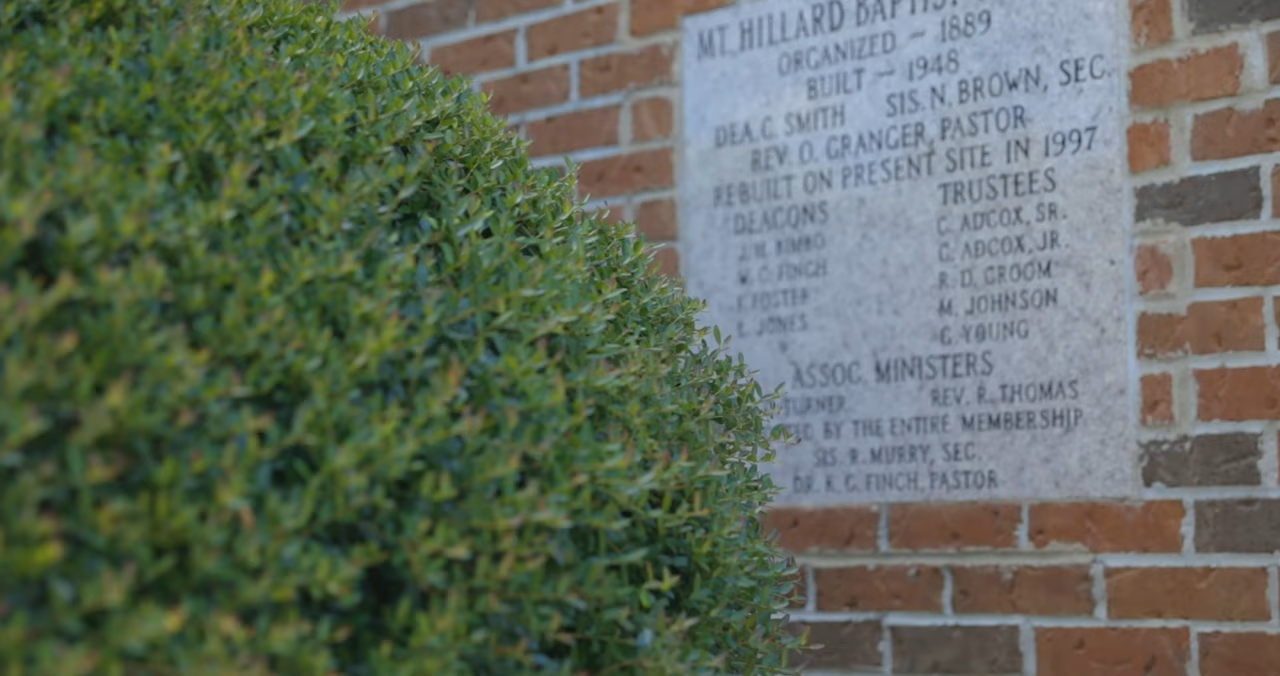 MT. HILLARD BAPTIST
ORGANIZED ~ 1889
BUILT ~ 1948
DEA. C. SMITH SIS. N. BROWN, SEC.
REV. O. GRANGER, PASTOR
REBUILT ON PRESENT SITE IN 1997
DEACONS TRUSTEES
C. ADCOX, SR.
C. ADCOX, JR.
W. C. FINCH R. D. GROOM
FOSTER M. JOHNSON
L. JONES G. YOUNG
ASSOC. MINISTERS
TURNER REV. R. THOMAS
BY THE ENTIRE MEMBERSHIP
SIS. R. MURRY, SEC.
DR. K. C. FINCH, PASTOR